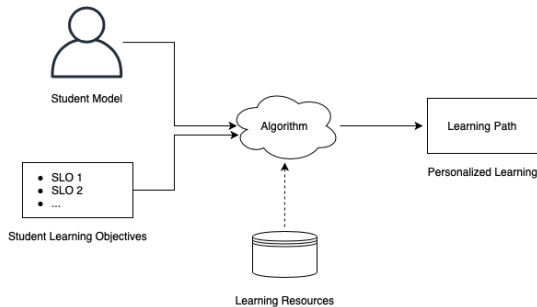 Student Model
Algorithm
Learning Path
Personalized Learning
• SLO 1
• SLO 2
• ...
Student Learning Objectives
Learning Resources